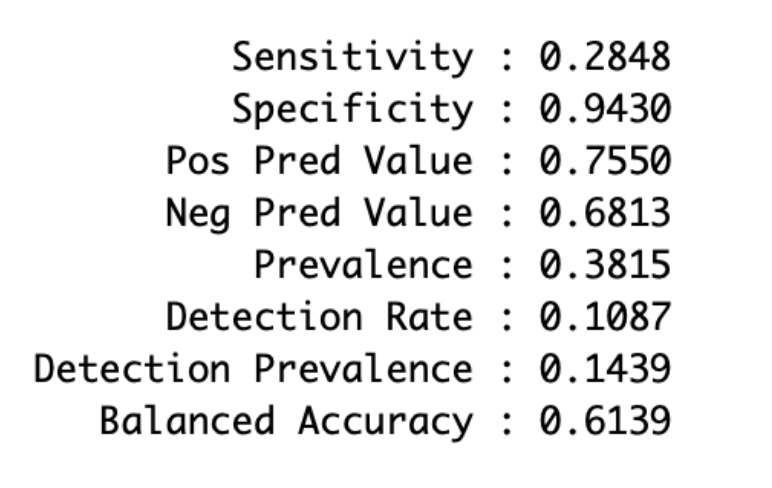 Sensitivity : 0.2848
Specificity : 0.9430
Pos Pred Value : 0.7550
Neg Pred Value : 0.6813
Prevalence : 0.3815
Detection Rate : 0.1087
Detection Prevalence : 0.1439
Balanced Accuracy : 0.6139